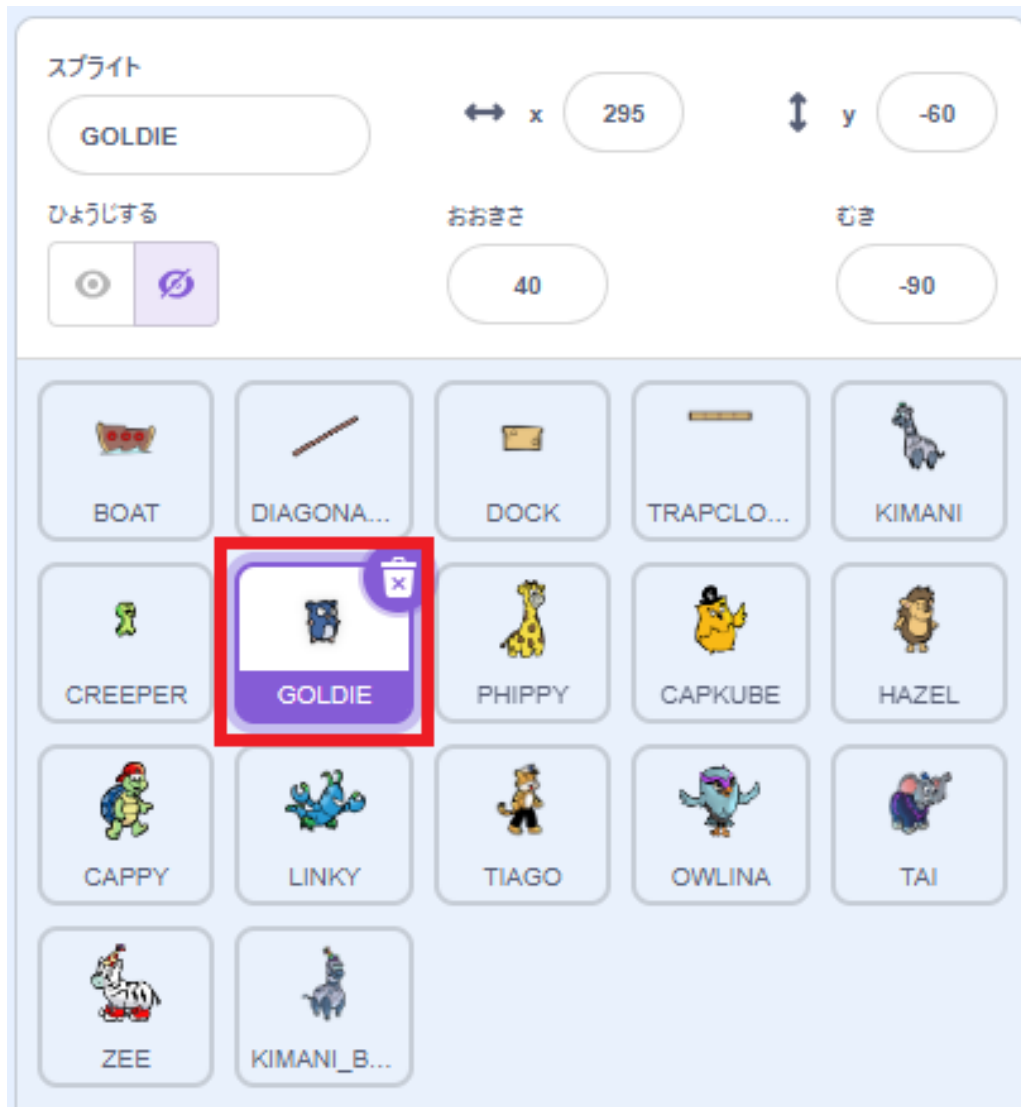 スプライト
GOLDIE
x 295
y -60
ひょうじする
おおきさ
むき
40
-90
BOAT
DIAGONA...
DOCK
TRAPCLO...
KIMANI
CREEPER
GOLDIE
PHIPPY
CAPKUBE
HAZEL
CAPPY
LINKY
TIAGO
OWLINA
TAI
ZEE
KIMANI_B...